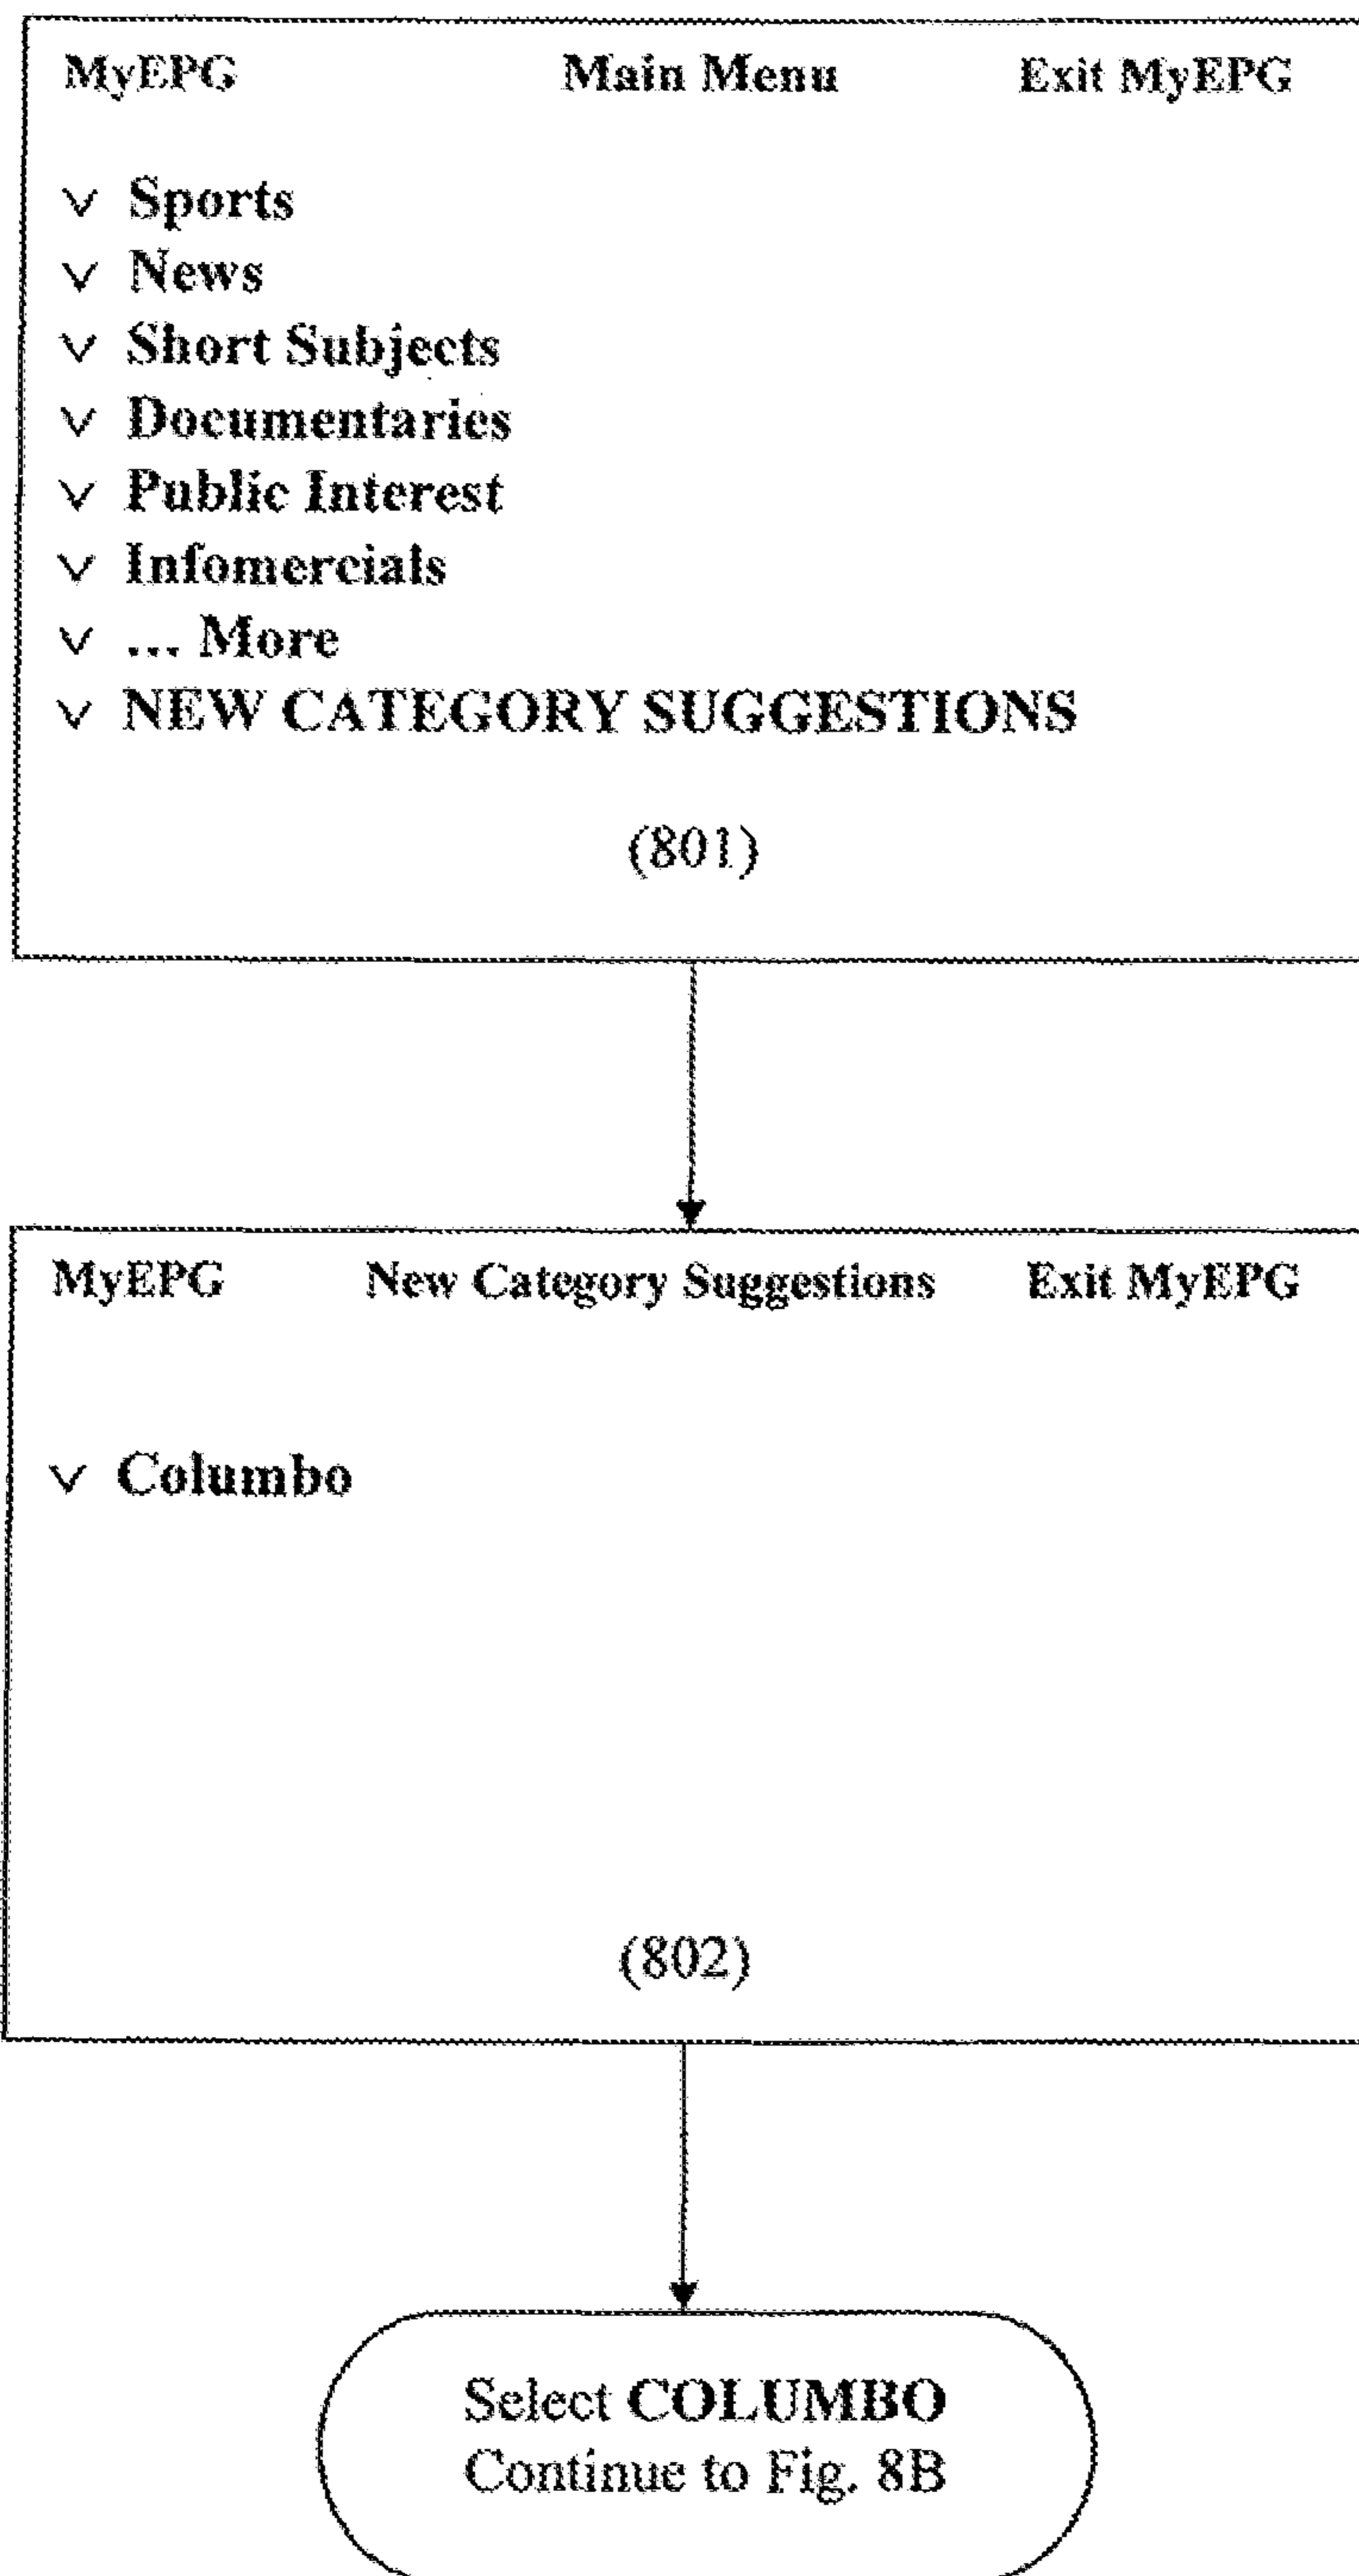 MyEPG Main Menu Exit MyEPG
v Sports
v News
v Short Subjects
v Documentaries
v Public Interest
v Infomercials
v ... More
v NEW CATEGORY SUGGESTIONS
(801)
MyEPG New Category Suggestions Exit MyEPG
v Columbo
(802)
Select COLUMBO
Continue to Fig. 8B